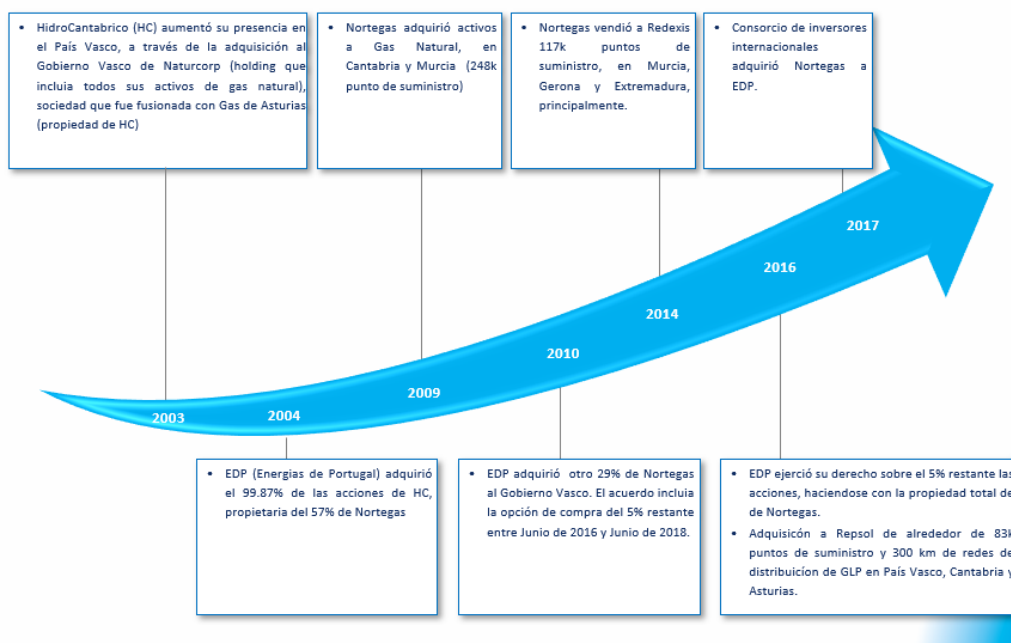 • HidroCantabrico (HC) aumentó su presencia en
el País Vasco, a través de la adquisición al
Gobierno Vasco de Naturcorp (holding que
incluia todos sus activos de gas natural),
sociedad que fue fusionada con Gas de Asturias
(propiedad de HC)
• Nortegas adquirió activos
a Gas Natural, en
Cantabria y Murcia (248k
punto de suministro)
• Nortegas vendió a Redexis
117k puntos de
suministro, en Murcia,
Gerona y Extremadura,
principalmente.
• Consorcio de inversores
internacionales
adquirió Nortegas a
EDP.
2017
2016
2014
2010
2009
2004
2003
• EDP (Energias de Portugal) adquirió
el 99.87% de las acciones de HC,
propietaria del 57% de Nortegas
• EDP adquirió otro 29% de Nortegas
al Gobierno Vasco. El acuerdo incluia
la opción de compra del 5% restante
entre Junio de 2016 y Junio de 2018.
• EDP ejerció su derecho sobre el 5% restante las
acciones, haciendose con la propiedad total de
de Nortegas.
• Adquisicón a Repsol de alrededor de 83k
puntos de suministro y 300 km de redes de
distribuicíon de GLP en País Vasco, Cantabria y
Asturias.